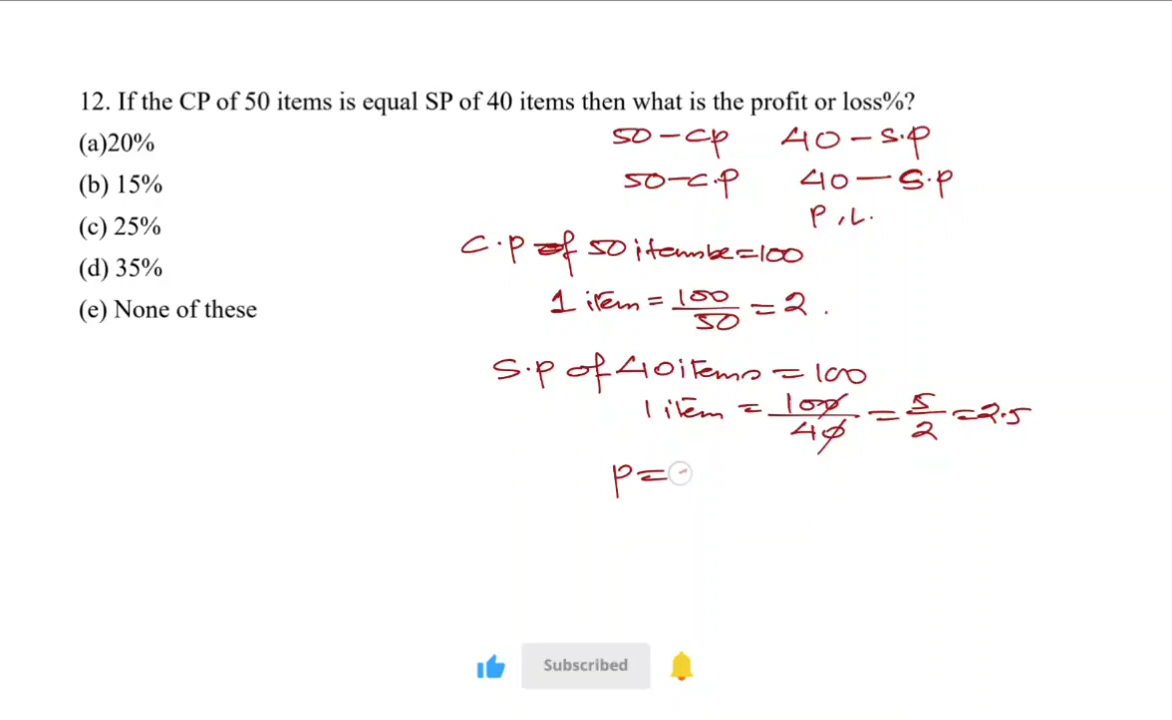 12. If the CP of 50 items is equal SP of 40 items then what is the profit or loss%?
(a)20%
50-CP 40-S.P
(b) 15%
50-C.P 40-S.P
P, L.
(c) 25%
C.P of 50 items be=100
(d) 35%
(e) None of these
1 item = 100/50 = 2.
S.P of 40 items = 100
1 item = 100/40 = 5/2 =2.5
P=
Subscribed